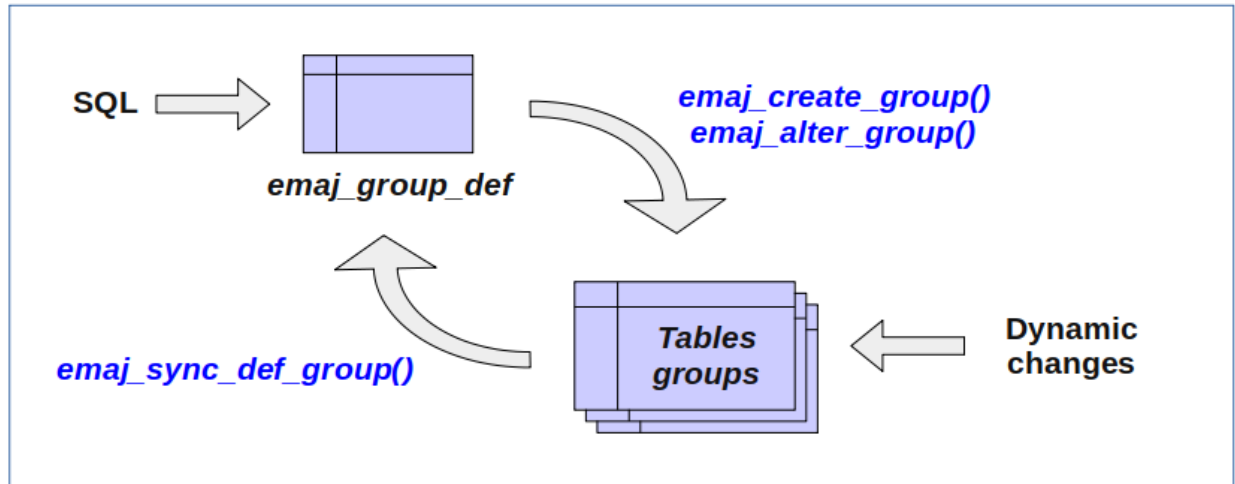 SQL
emaj_group_def
emaj_create_group()
emaj_alter_group()
Tables
groups
Dynamic
changes
emaj_sync_def_group()